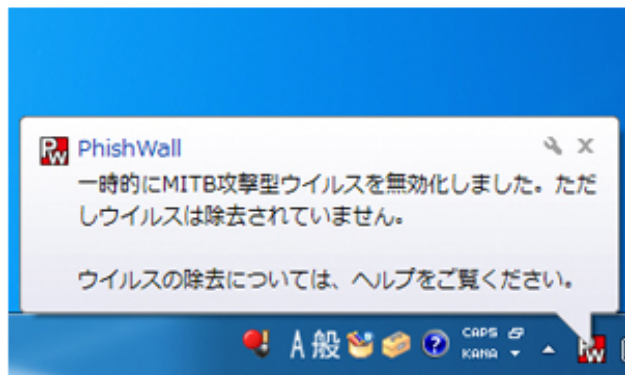 PhishWall
一時的にMITB攻撃型ウイルスを無効化しました。ただ
しウイルスは除去されていません。
ウイルスの除去については、ヘルプをご覧ください。
A 般 CAPS
KANA